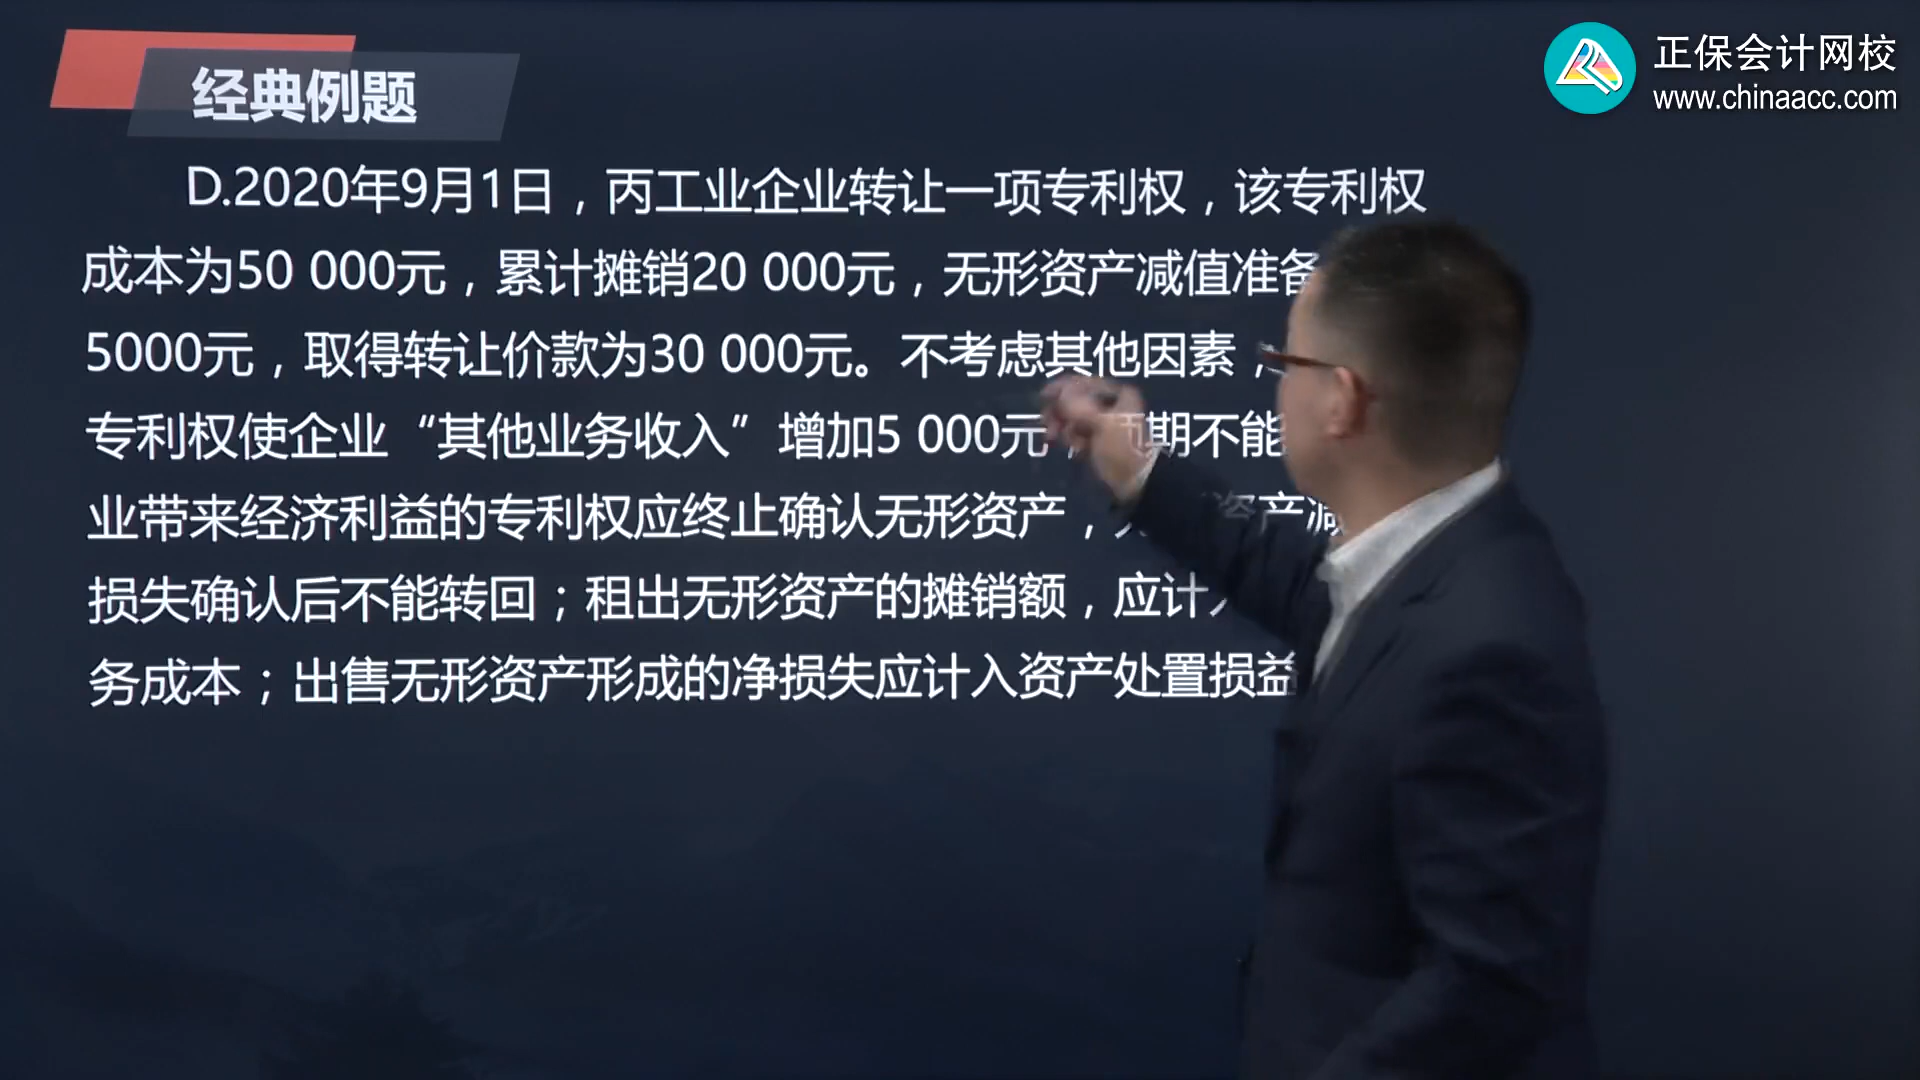 经典例题
正保会计网校
www.chinaacc.com
D.2020年9月1日，丙工业企业转让一项专利权，该专利权
成本为50 000元，累计摊销20 000元，无形资产减值准备
5000元，取得转让价款为30 000元。不考虑其他因素，
专利权使企业“其他业务收入”增加5 000元 期不能
业带来经济利益的专利权应终止确认无形资产， 资产减
损失确认后不能转回；租出无形资产的摊销额，应计
务成本；出售无形资产形成的净损失应计入资产处置损益